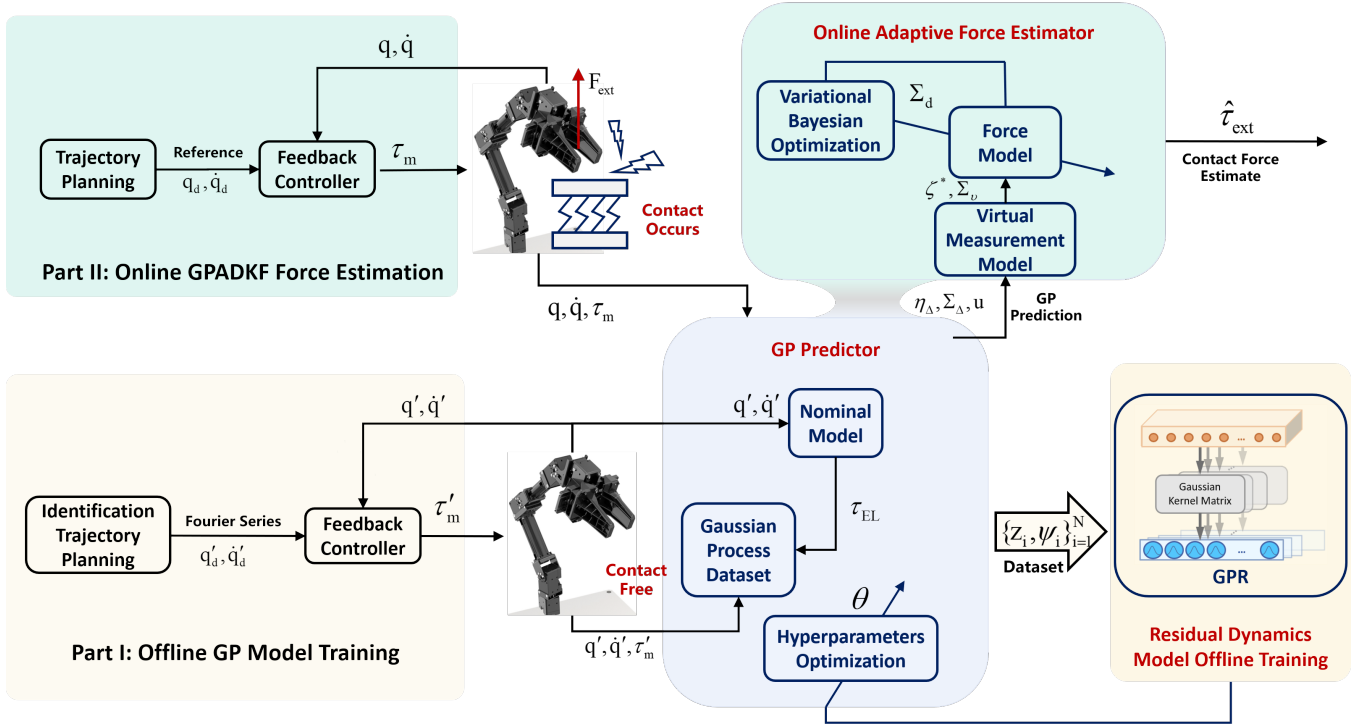 q, q̇
F_ext
Trajectory
Planning
Reference
q_d, q̇_d
Feedback
Controller
τ_m
Contact
Occurs
Part II: Online GPADKF Force Estimation
q, q̇, τ_m
Online Adaptive Force Estimator
Variational
Bayesian
Optimization
Σ_d
Force
Model
ζ*, Σ_υ
Virtual
Measurement
Model
τ̂_ext
Contact Force
Estimate
η_Δ, Σ_Δ, u
GP
Prediction
GP Predictor
q′, q̇′
q′, q̇′
Nominal
Model
τ_EL
Identification
Trajectory
Planning
Fourier Series
q′_d, q̇′_d
Feedback
Controller
τ′_m
Contact
Free
Gaussian
Process
Dataset
q′, q̇′, τ′_m
θ
Hyperparameters
Optimization
Part I: Offline GP Model Training
{Z_i, ψ_i}^N_{i=1}
Dataset
...
Gaussian
Kernel Matrix
...
GPR
Residual Dynamics
Model Offline Training